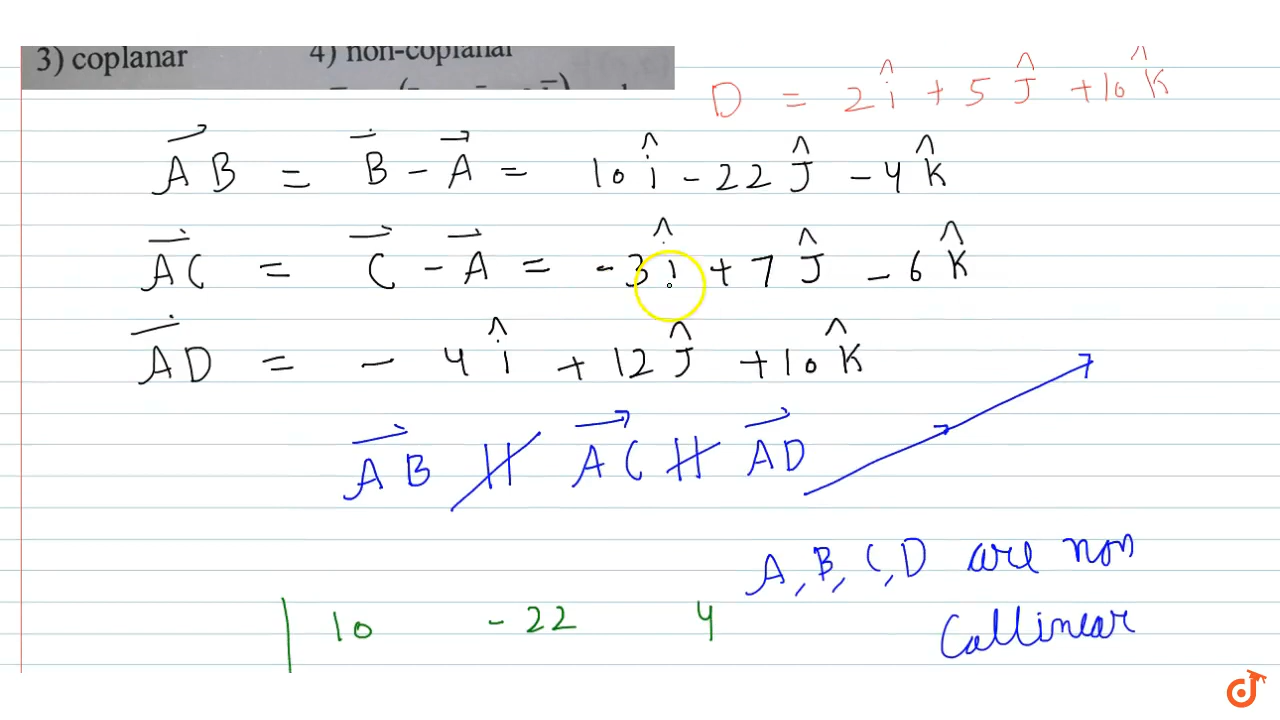 3) coplanar 4) non-coplanar
D = 2î + 5Ĵ + 10K̂
AB⃗ = B⃗ - A⃗ = 10î - 22Ĵ - 4K̂
AC⃗ = C⃗ - A⃗ = -3î + 7Ĵ - 6K̂
AD⃗ = - 4î + 12Ĵ + 10K̂
AB⃗ ∦ AC⃗ ∦ AD⃗
A, B, C, D are non
Collinear
| 10 - 22 4